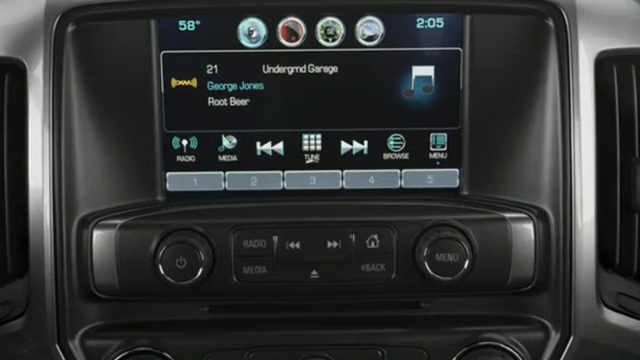 58° 2:05
21 Undergrnd Garage
XM
George Jones
Root Beer
RADIO MEDIA TUNE BROWSE MENU
1 2 3 4 5
RADIO
MENU
MEDIA <BACK